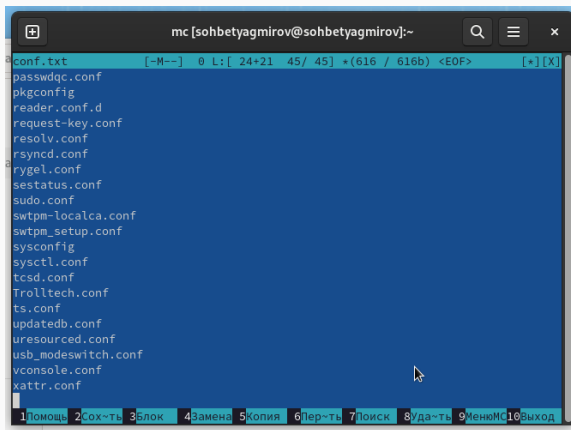 mc [sohbetyagmirov@sohbetyagmirov]:~
conf.txt [-M--] 0 L:[ 24+21 45/ 45] *(616 / 616b) <EOF> [*][X]
passwdqc.conf
pkgconfig
reader.conf.d
request-key.conf
resolv.conf
rsyncd.conf
rygel.conf
sestatus.conf
sudo.conf
swtpm-localca.conf
swtpm_setup.conf
sysconfig
sysctl.conf
tcsd.conf
Trolltech.conf
ts.conf
updatedb.conf
uresourced.conf
usb_modeswitch.conf
vconsole.conf
xattr.conf
1Помощь 2Сох~ть 3Блок 4Замена 5Копия 6Пер~ть 7Поиск 8Уда~ть 9МенюMC 10Выход